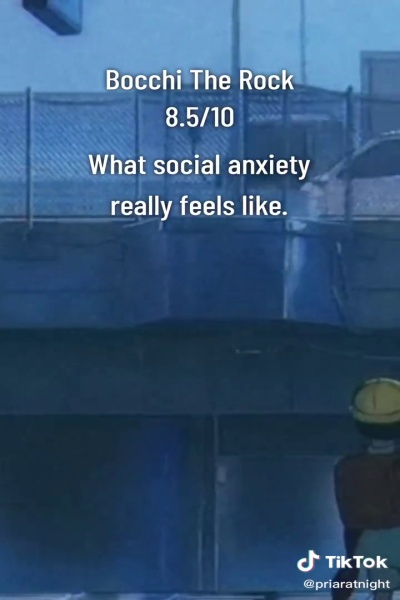 Bocchi The Rock
8.5/10
What social anxiety
really feels like.
TikTok
@priaratnight